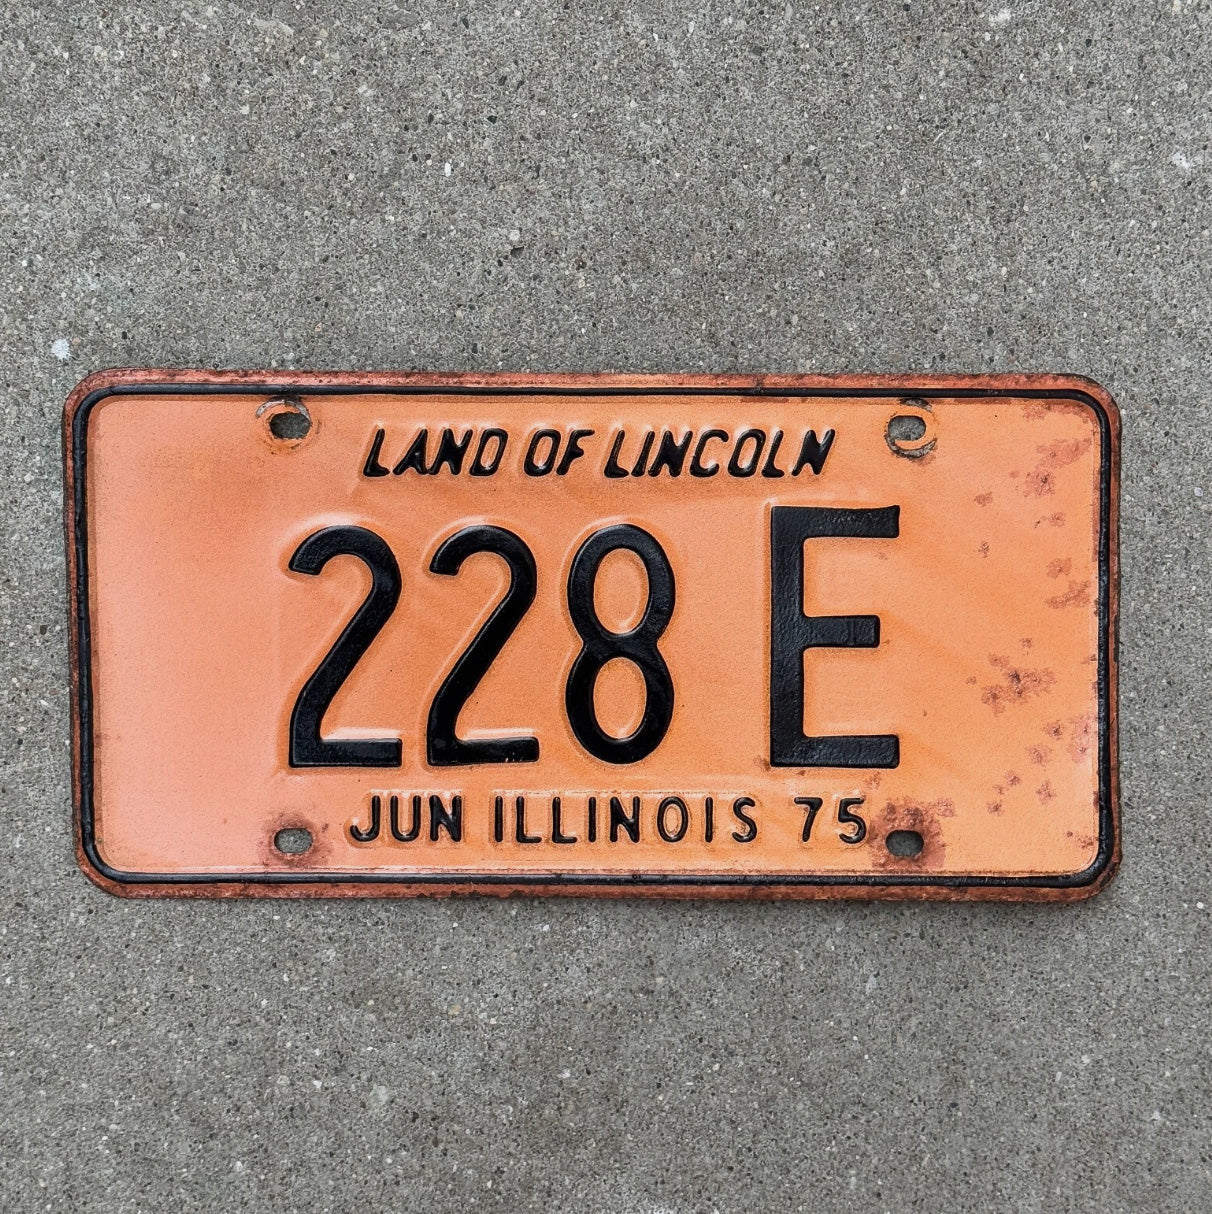 LAND OF LINCOLN
228 E
JUN ILLINOIS 75